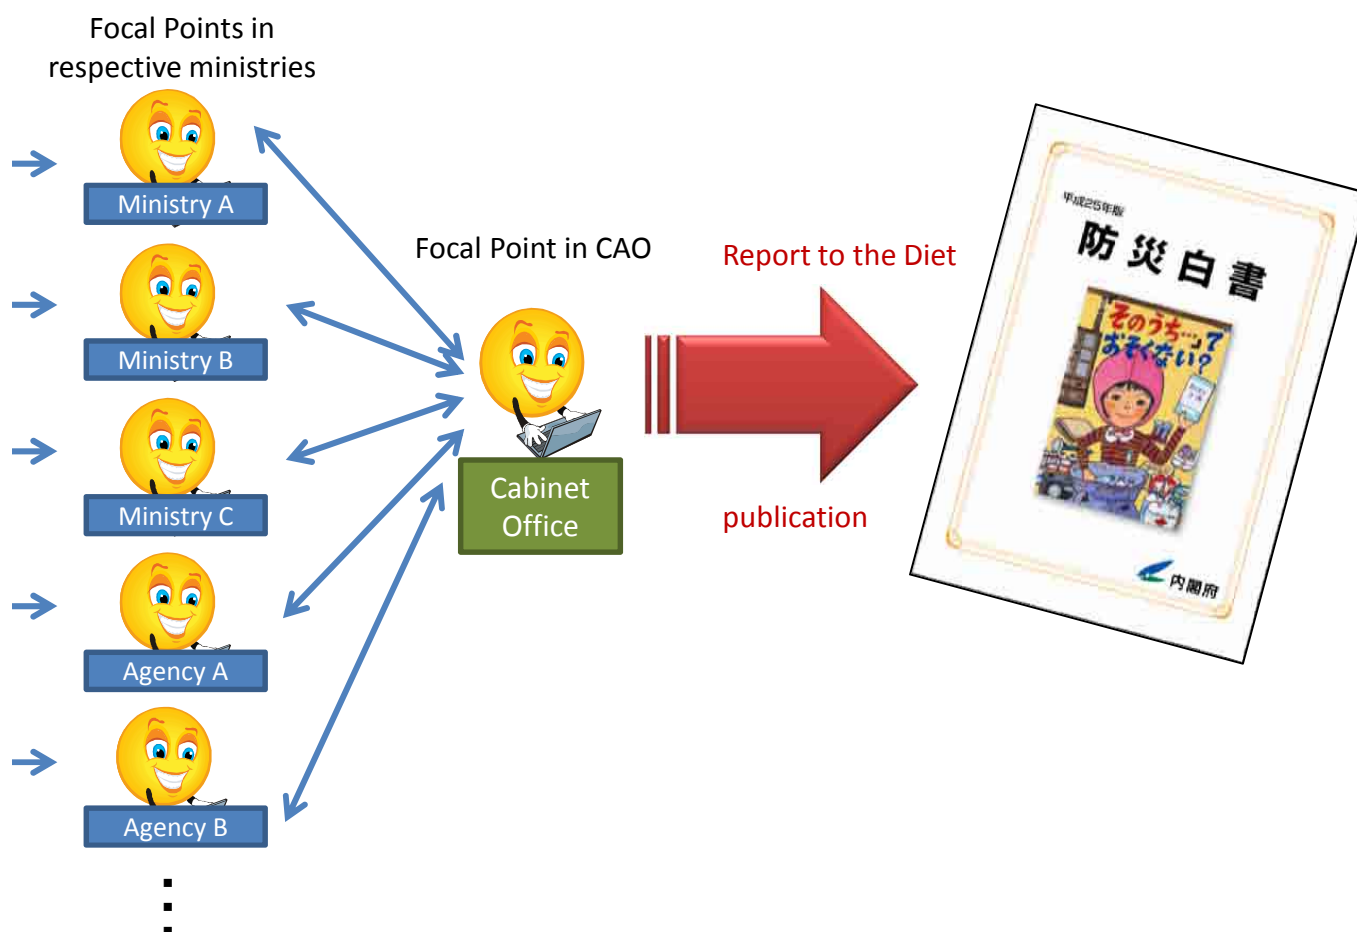 Focal Points in
respective ministries
Ministry A
Ministry B
Ministry C
Agency A
Agency B
Focal Point in CAO
Cabinet
Office
Report to the Diet
publication
平成25年版
防災白書
そのうち…」て
おそくない?
内閣府